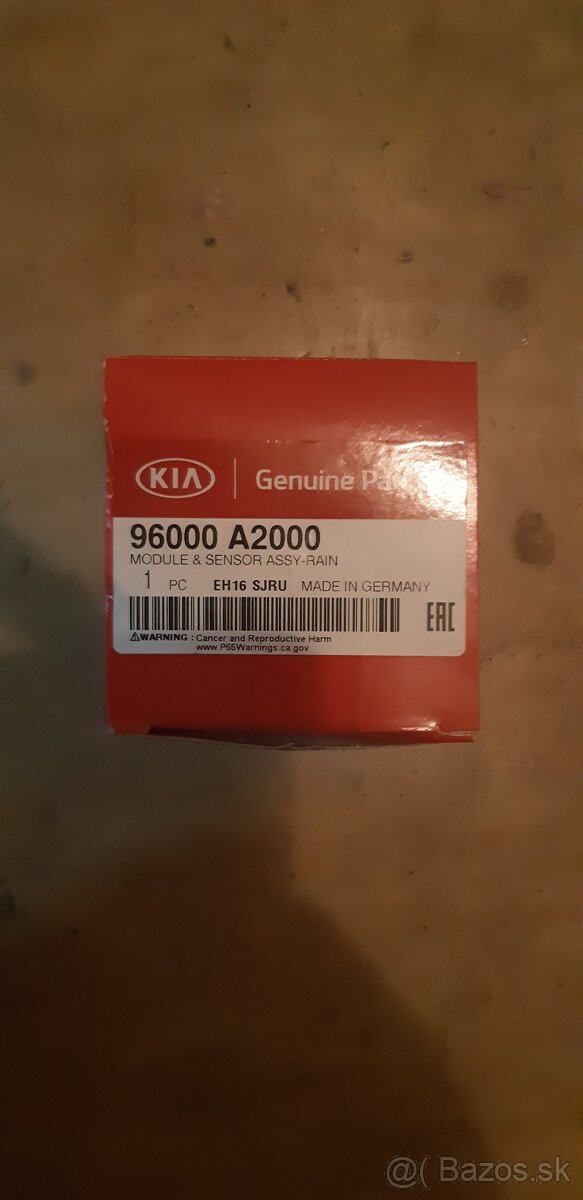 KIA | Genuine Parts
96000 A2000
MODULE & SENSOR ASSY-RAIN
1 PC EH16 SJRU MADE IN GERMANY
EAC
⚠WARNING : Cancer and Reproductive Harm
www.P65Warnings.ca.gov
@( Bazos.sk